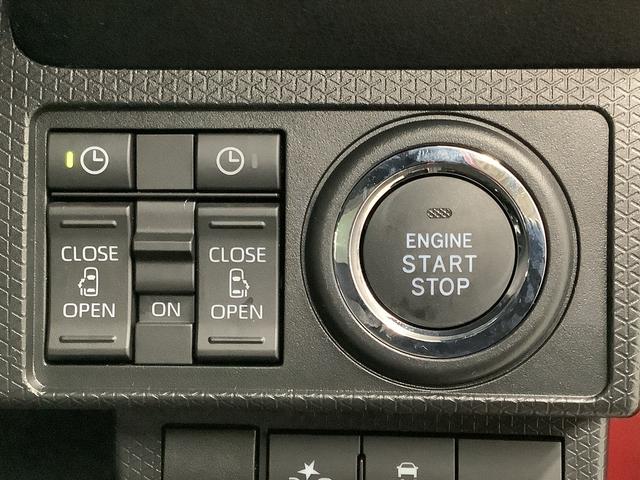 CLOSE
OPEN
ON
CLOSE
OPEN
ENGINE
START
STOP